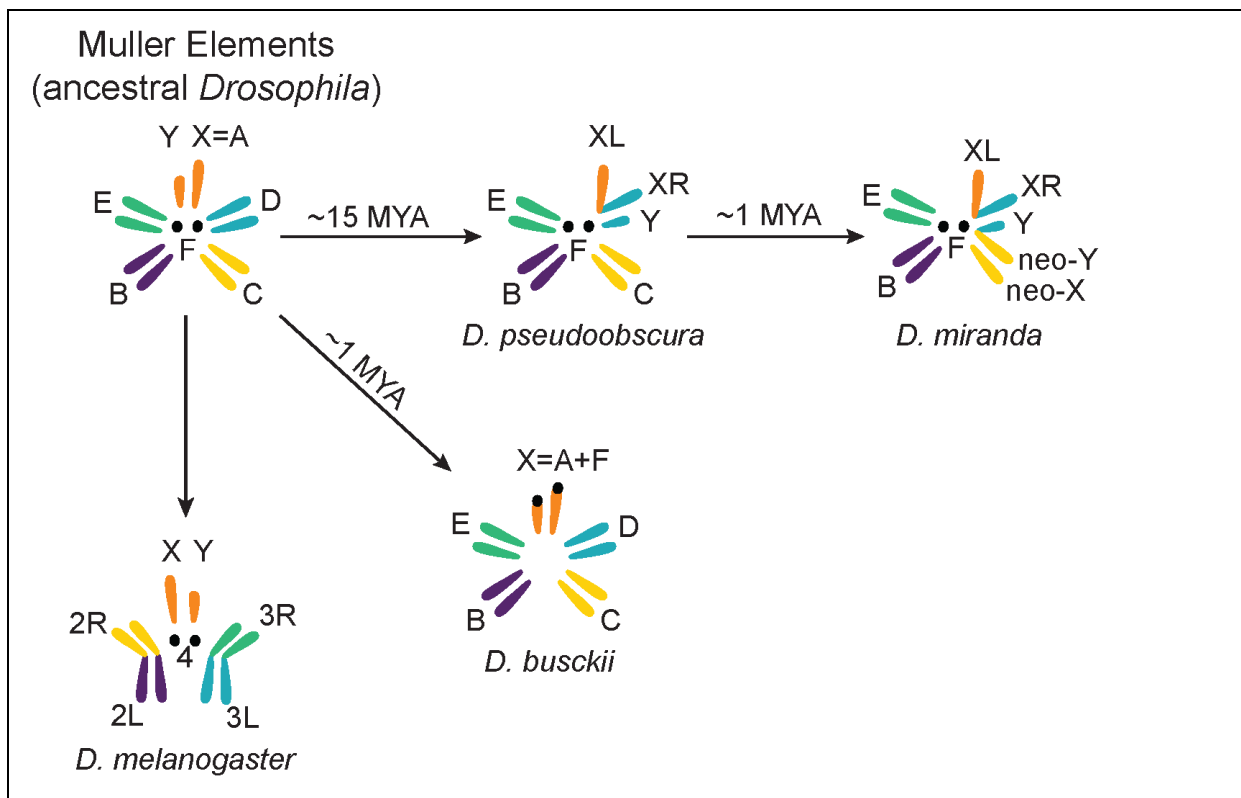 Muller Elements
(ancestral Drosophila)
Y X=A
E
D
F
B
C
~15 MYA
XL
XR
E
Y
F
B
C
D. pseudoobscura
~1 MYA
XL
XR
E
Y
F
neo-Y
B
neo-X
D. miranda
~1 MYA
X=A+F
E
D
B
C
D. busckii
X Y
2R
3R
4
2L
3L
D. melanogaster